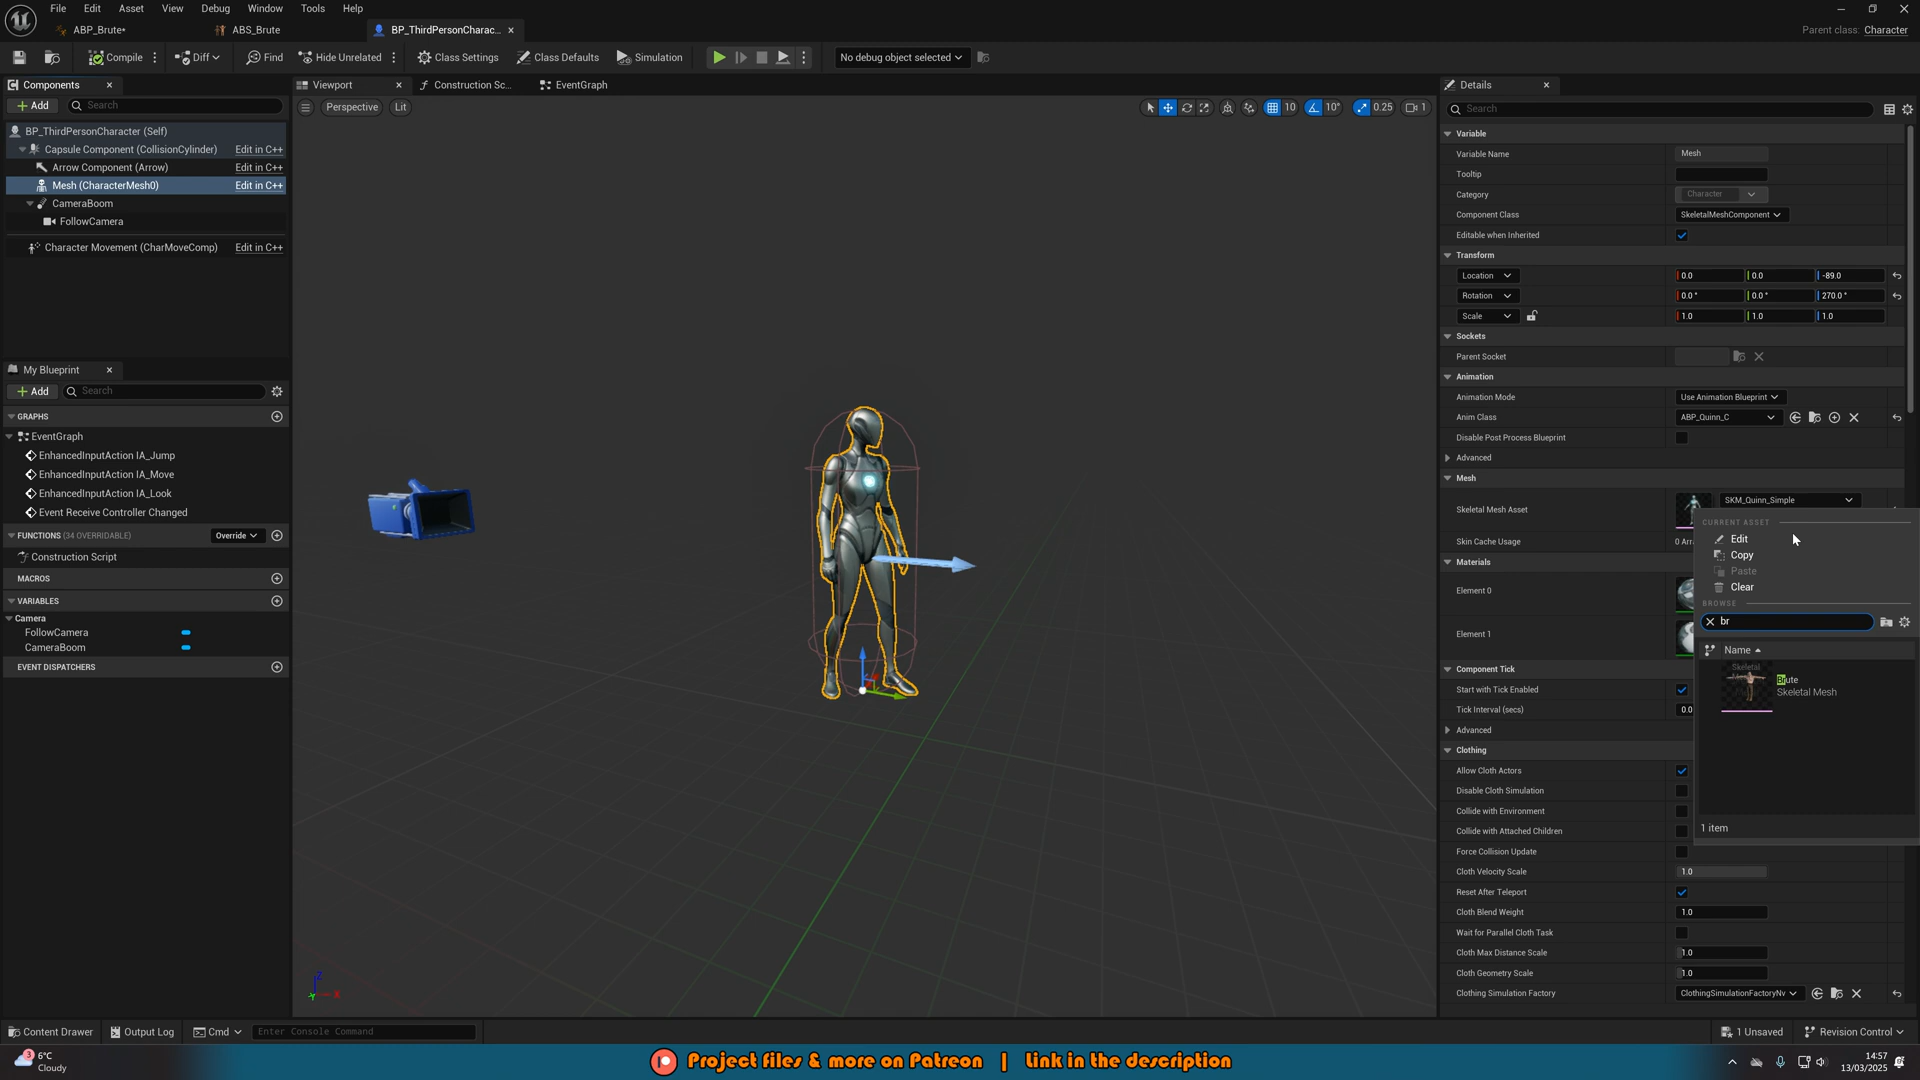 File Edit Asset View Debug Window Tools Help
ABP_Brute*
ABS_Brute
BP_ThirdPersonCharac...
Parent class: Character
Compile
Diff
Find
Hide Unrelated
Class Settings
Class Defaults
Simulation
No debug object selected
Components
Add
Search
BP_ThirdPersonCharacter (Self)
Capsule Component (CollisionCylinder) Edit in C++
Arrow Component (Arrow) Edit in C++
Mesh (CharacterMesh0) Edit in C++
CameraBoom
FollowCamera
Character Movement (CharMoveComp) Edit in C++
My Blueprint
Add
Search
GRAPHS
EventGraph
EnhancedInputAction IA_Jump
EnhancedInputAction IA_Move
EnhancedInputAction IA_Look
Event Receive Controller Changed
FUNCTIONS (34 OVERRIDABLE) Override
Construction Script
MACROS
VARIABLES
Camera
FollowCamera
CameraBoom
EVENT DISPATCHERS
Viewport
Construction Sc...
EventGraph
Perspective
Lit
10
10°
0.25
1
Z
X
Details
Search
Variable
Variable Name Mesh
Tooltip
Category Character
Component Class SkeletalMeshComponent
Editable when Inherited
Transform
Location 0.0 0.0 -89.0
Rotation 0.0 ° 0.0 ° 270.0 °
Scale 1.0 1.0 1.0
Sockets
Parent Socket
Animation
Animation Mode Use Animation Blueprint
Anim Class ABP_Quinn_C
Disable Post Process Blueprint
Advanced
Mesh
Skeletal Mesh Asset SKM_Quinn_Simple
Skin Cache Usage 0 Arr
Materials
Element 0
Element 1
Component Tick
Start with Tick Enabled
Tick Interval (secs) 0.0
Advanced
Clothing
Allow Cloth Actors
Disable Cloth Simulation
Collide with Environment
Collide with Attached Children
Force Collision Update
Cloth Velocity Scale 1.0
Reset After Teleport
Cloth Blend Weight 1.0
Wait for Parallel Cloth Task
Cloth Max Distance Scale 1.0
Cloth Geometry Scale 1.0
Clothing Simulation Factory ClothingSimulationFactoryNv
CURRENT ASSET
Edit
Copy
Paste
Clear
BROWSE
br
Name
Skeletal
Brute
Skeletal Mesh
1 item
Content Drawer
Output Log
Cmd
Enter Console Command
1 Unsaved
Revision Control
3
6°C
Cloudy
Project files & more on Patreon | Link in the description
14:57
13/03/2025